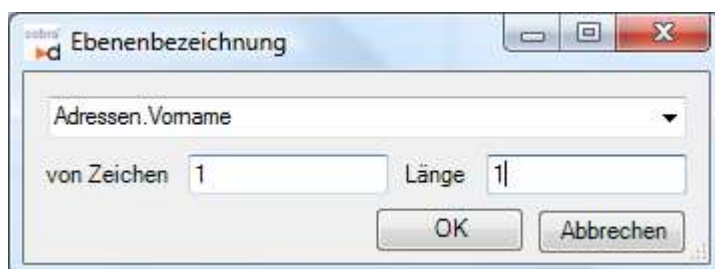 cobra
Ebenenbezeichnung
Adressen.Vorname
von Zeichen 1 Länge 1
OK Abbrechen